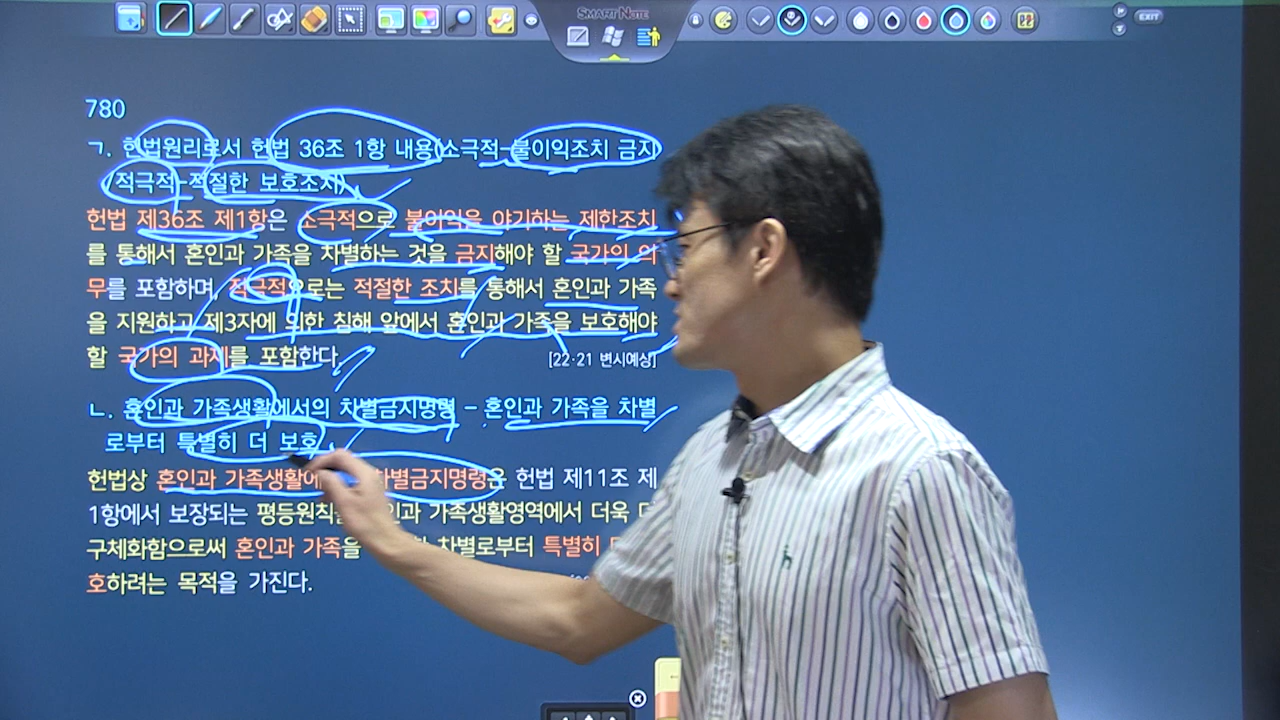 SMART NOTE
EXIT
780
ㄱ. 헌법원리로서 헌법 36조 1항 내용(소극적-불이익조치 금지
(적극적-적절한 보호조치)
헌법 제36조 제1항은 소극적으로 불이익을 야기하는 제한조치
를 통해서 혼인과 가족을 차별하는 것을 금지해야 할 국가의 의
무를 포함하며, 적극적으로는 적절한 조치를 통해서 혼인과 가족
을 지원하고 제3자에 의한 침해 앞에서 혼인과 가족을 보호해야
할 국가의 과제를 포함한다.
[22·21 변시예상]
ㄴ. 혼인과 가족생활에서의 차별금지명령 - 혼인과 가족을 차별
로부터 특별히 더 보호
헌법상 혼인과 가족생활에 차별금지명령은 헌법 제11조 제
1항에서 보장되는 평등원칙을 가족생활영역에서 더욱
구체화함으로써 혼인과 가족을 차별로부터 특별히
호하려는 목적을 가진다.